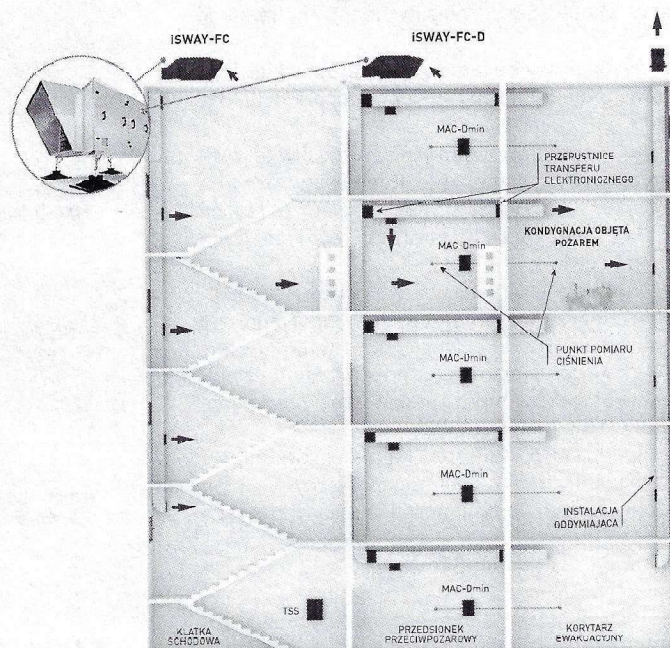 iSWAY-FC
iSWAY-FC-D
MAC-Dmin
PRZEPUSTNICE
TRANSFERU
ELEKTRONICZNEGO
MAC-Dmin
KONDYGNACJA OBJĘTA
POŻAREM
MAC-Dmin
PUNKT POMIARU
CIŚNIENIA
MAC-Dmin
INSTALACJA
ODDYMIAJĄCA
MAC-Dmin
TSS
KLATKA
SCHODOWA
PRZEDSIONEK
PRZECIWPOŻAROWY
KORYTARZ
EWAKUACYJNY